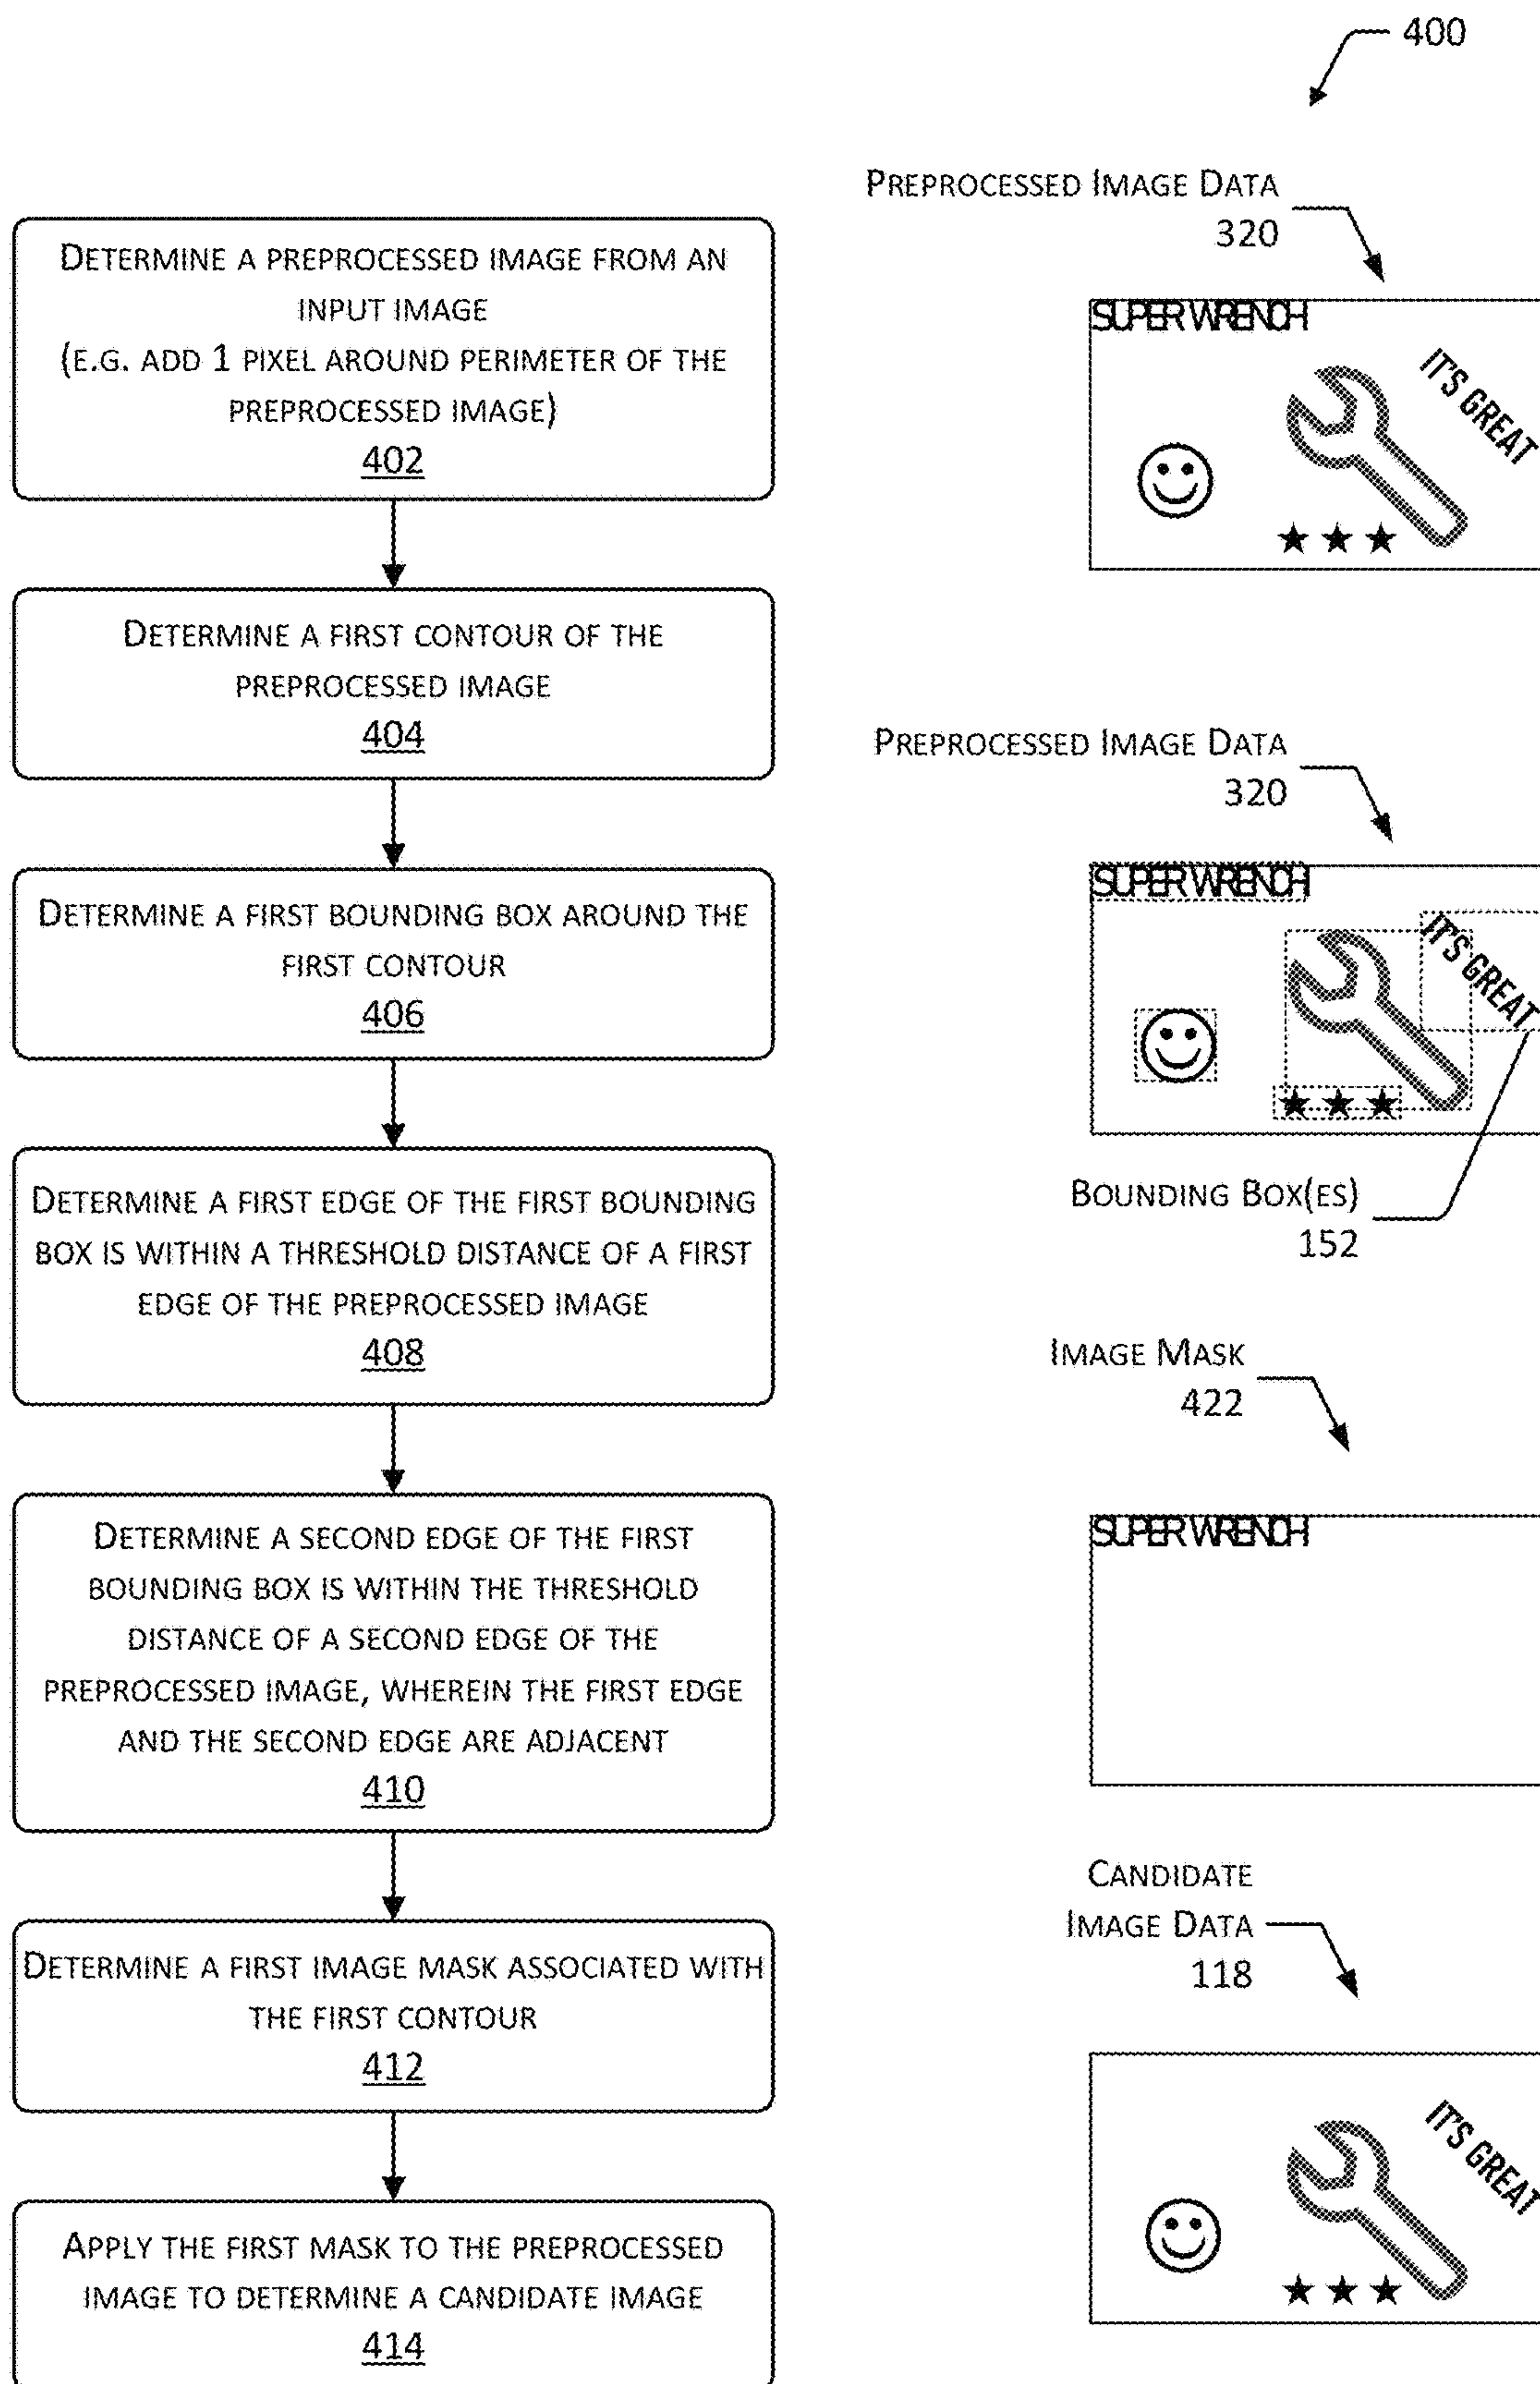 400
DETERMINE A PREPROCESSED IMAGE FROM AN
INPUT IMAGE
(E.G. ADD 1 PIXEL AROUND PERIMETER OF THE
PREPROCESSED IMAGE)
402
DETERMINE A FIRST CONTOUR OF THE
PREPROCESSED IMAGE
404
DETERMINE A FIRST BOUNDING BOX AROUND THE
FIRST CONTOUR
406
DETERMINE A FIRST EDGE OF THE FIRST BOUNDING
BOX IS WITHIN A THRESHOLD DISTANCE OF A FIRST
EDGE OF THE PREPROCESSED IMAGE
408
DETERMINE A SECOND EDGE OF THE FIRST
BOUNDING BOX IS WITHIN THE THRESHOLD
DISTANCE OF A SECOND EDGE OF THE
PREPROCESSED IMAGE, WHEREIN THE FIRST EDGE
AND THE SECOND EDGE ARE ADJACENT
410
DETERMINE A FIRST IMAGE MASK ASSOCIATED WITH
THE FIRST CONTOUR
412
APPLY THE FIRST MASK TO THE PREPROCESSED
IMAGE TO DETERMINE A CANDIDATE IMAGE
414
PREPROCESSED IMAGE DATA
320
SUPER WRENCH
IT'S GREAT
PREPROCESSED IMAGE DATA
320
SUPER WRENCH
IT'S GREAT
BOUNDING BOX(ES)
152
IMAGE MASK
422
SUPER WRENCH
CANDIDATE
IMAGE DATA
118
IT'S GREAT